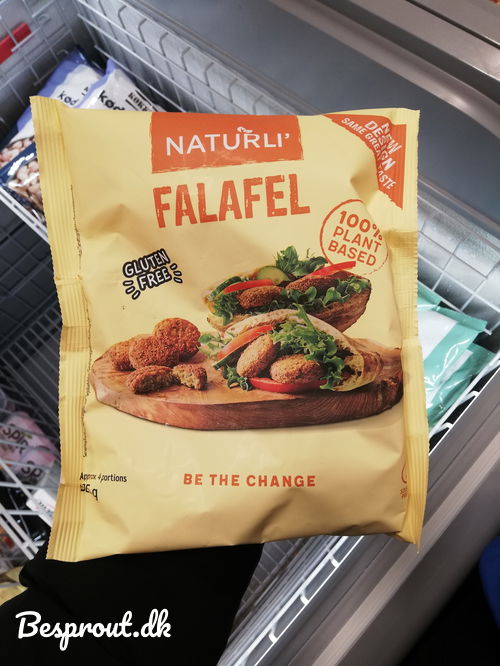 NATURLI'
FALAFEL
NEW
DESIGN
SAME GREAT TASTE
100%
PLANT
BASED
GLUTEN
FREE
Approx 4 portions
BE THE CHANGE
Besprout.dk